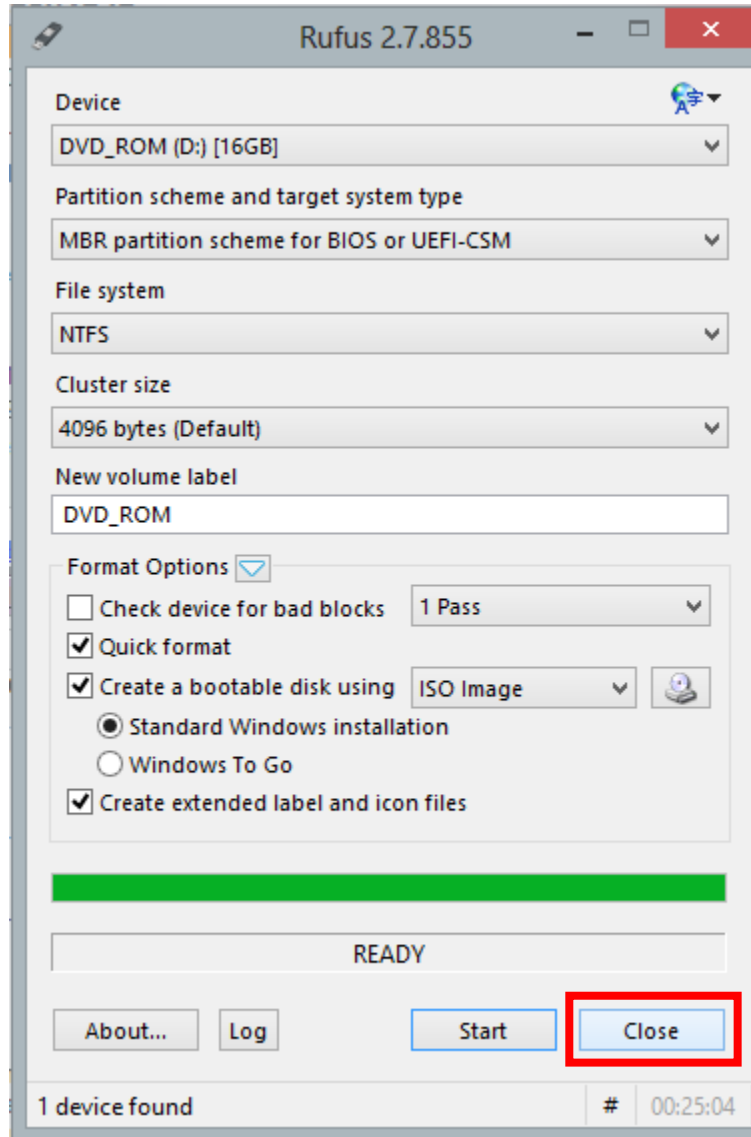 Rufus 2.7.855
Device
DVD_ROM (D:) [16GB]
Partition scheme and target system type
MBR partition scheme for BIOS or UEFI-CSM
File system
NTFS
Cluster size
4096 bytes (Default)
New volume label
DVD_ROM
Format Options
Check device for bad blocks 1 Pass
Quick format
Create a bootable disk using ISO Image
Standard Windows installation
Windows To Go
Create extended label and icon files
READY
About... Log Start Close
1 device found # 00:25:04